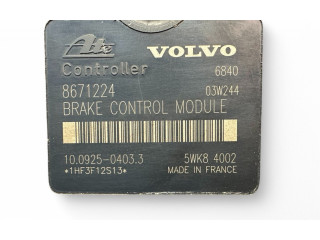 Ate VOLVO
Controller 6840
8671224 03W244
BRAKE CONTROL MODULE
10.0925-0403.3 5WK8 4002
*1HF3F12S13* MADE IN FRANCE